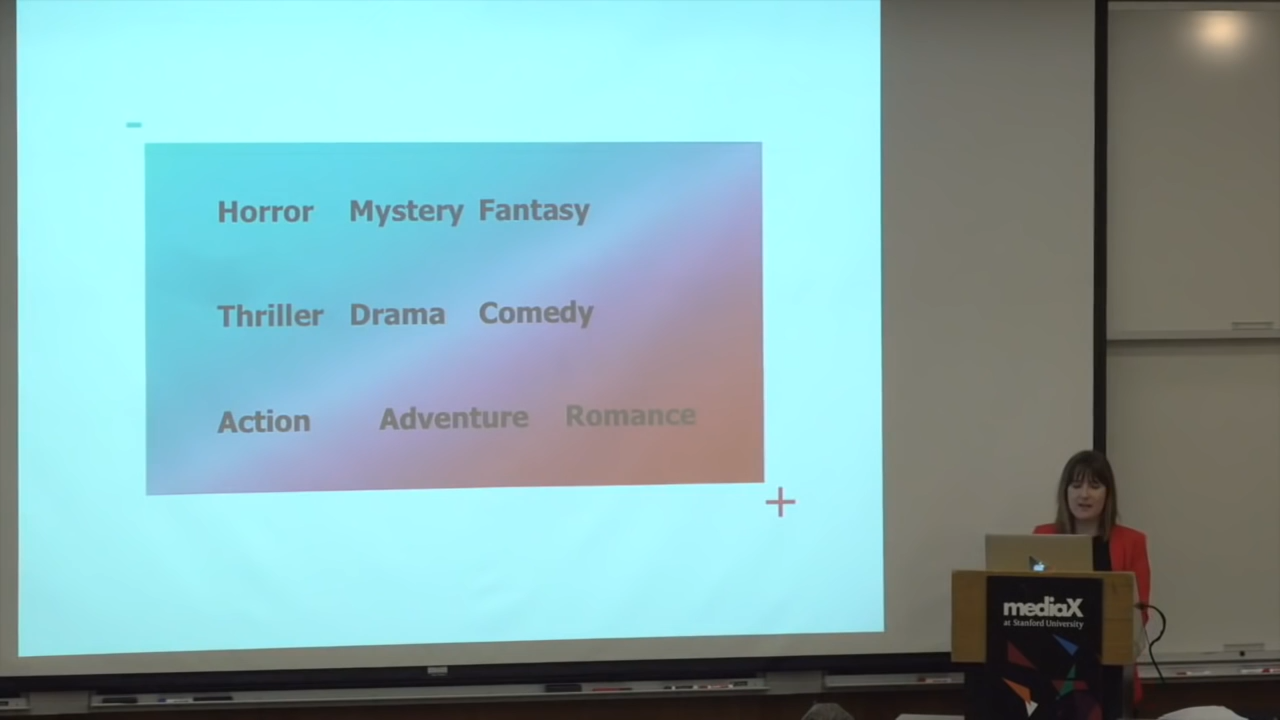 -
Horror Mystery Fantasy
Thriller Drama Comedy
Action Adventure Romance
+
mediaX
at Stanford University